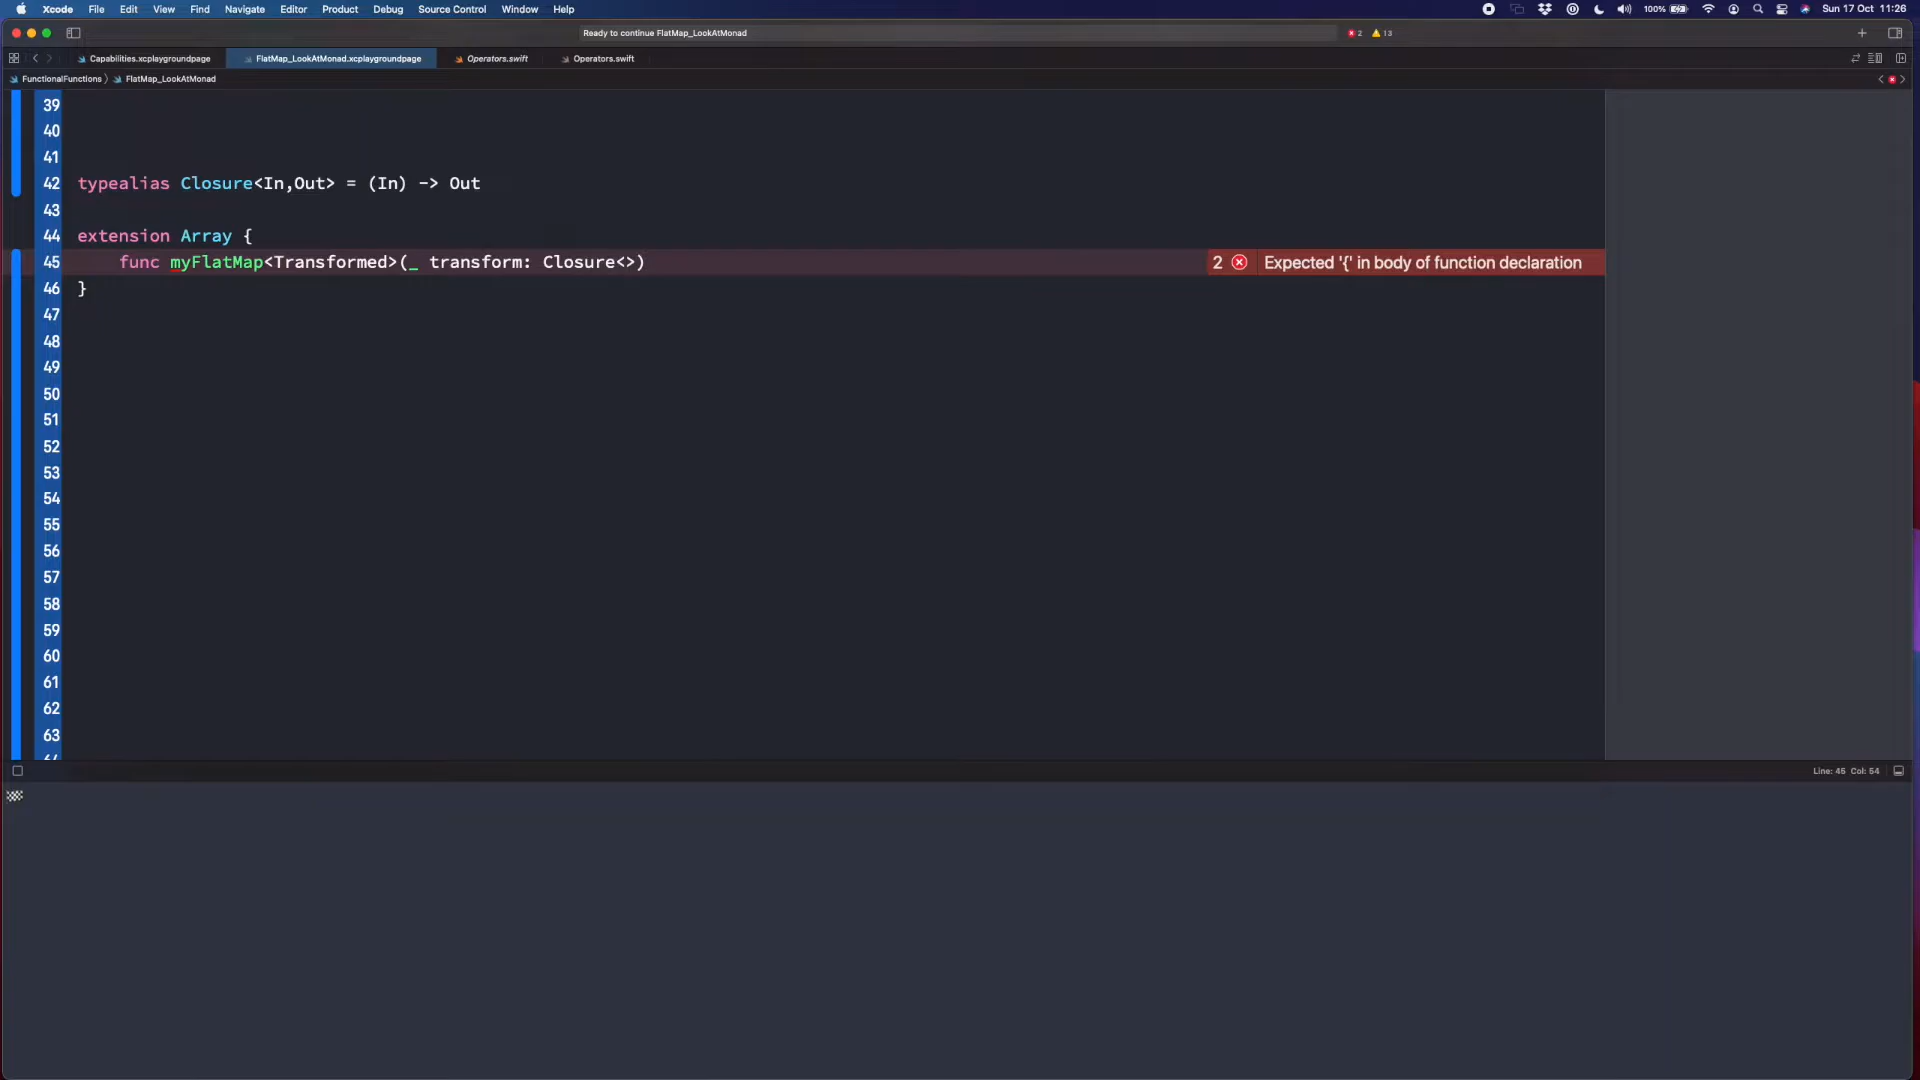 Xcode File Edit View Find Navigate Editor Product Debug Source Control Window Help 100% Sun 17 Oct 11:26
Ready to continue FlatMap_LookAtMonad 2 13
Capabilities.xcplaygroundpage FlatMap_LookAtMonad.xcplaygroundpage Operators.swift Operators.swift
FunctionalFunctions FlatMap_LookAtMonad
39
40
41
42 typealias Closure<In,Out> = (In) -> Out
43
44 extension Array {
45 func myFlatMap<Transformed>(_ transform: Closure<>) 2 Expected '{' in body of function declaration
46 }
47
48
49
50
51
52
53
54
55
56
57
58
59
60
61
62
63
64
Line: 45 Col: 54